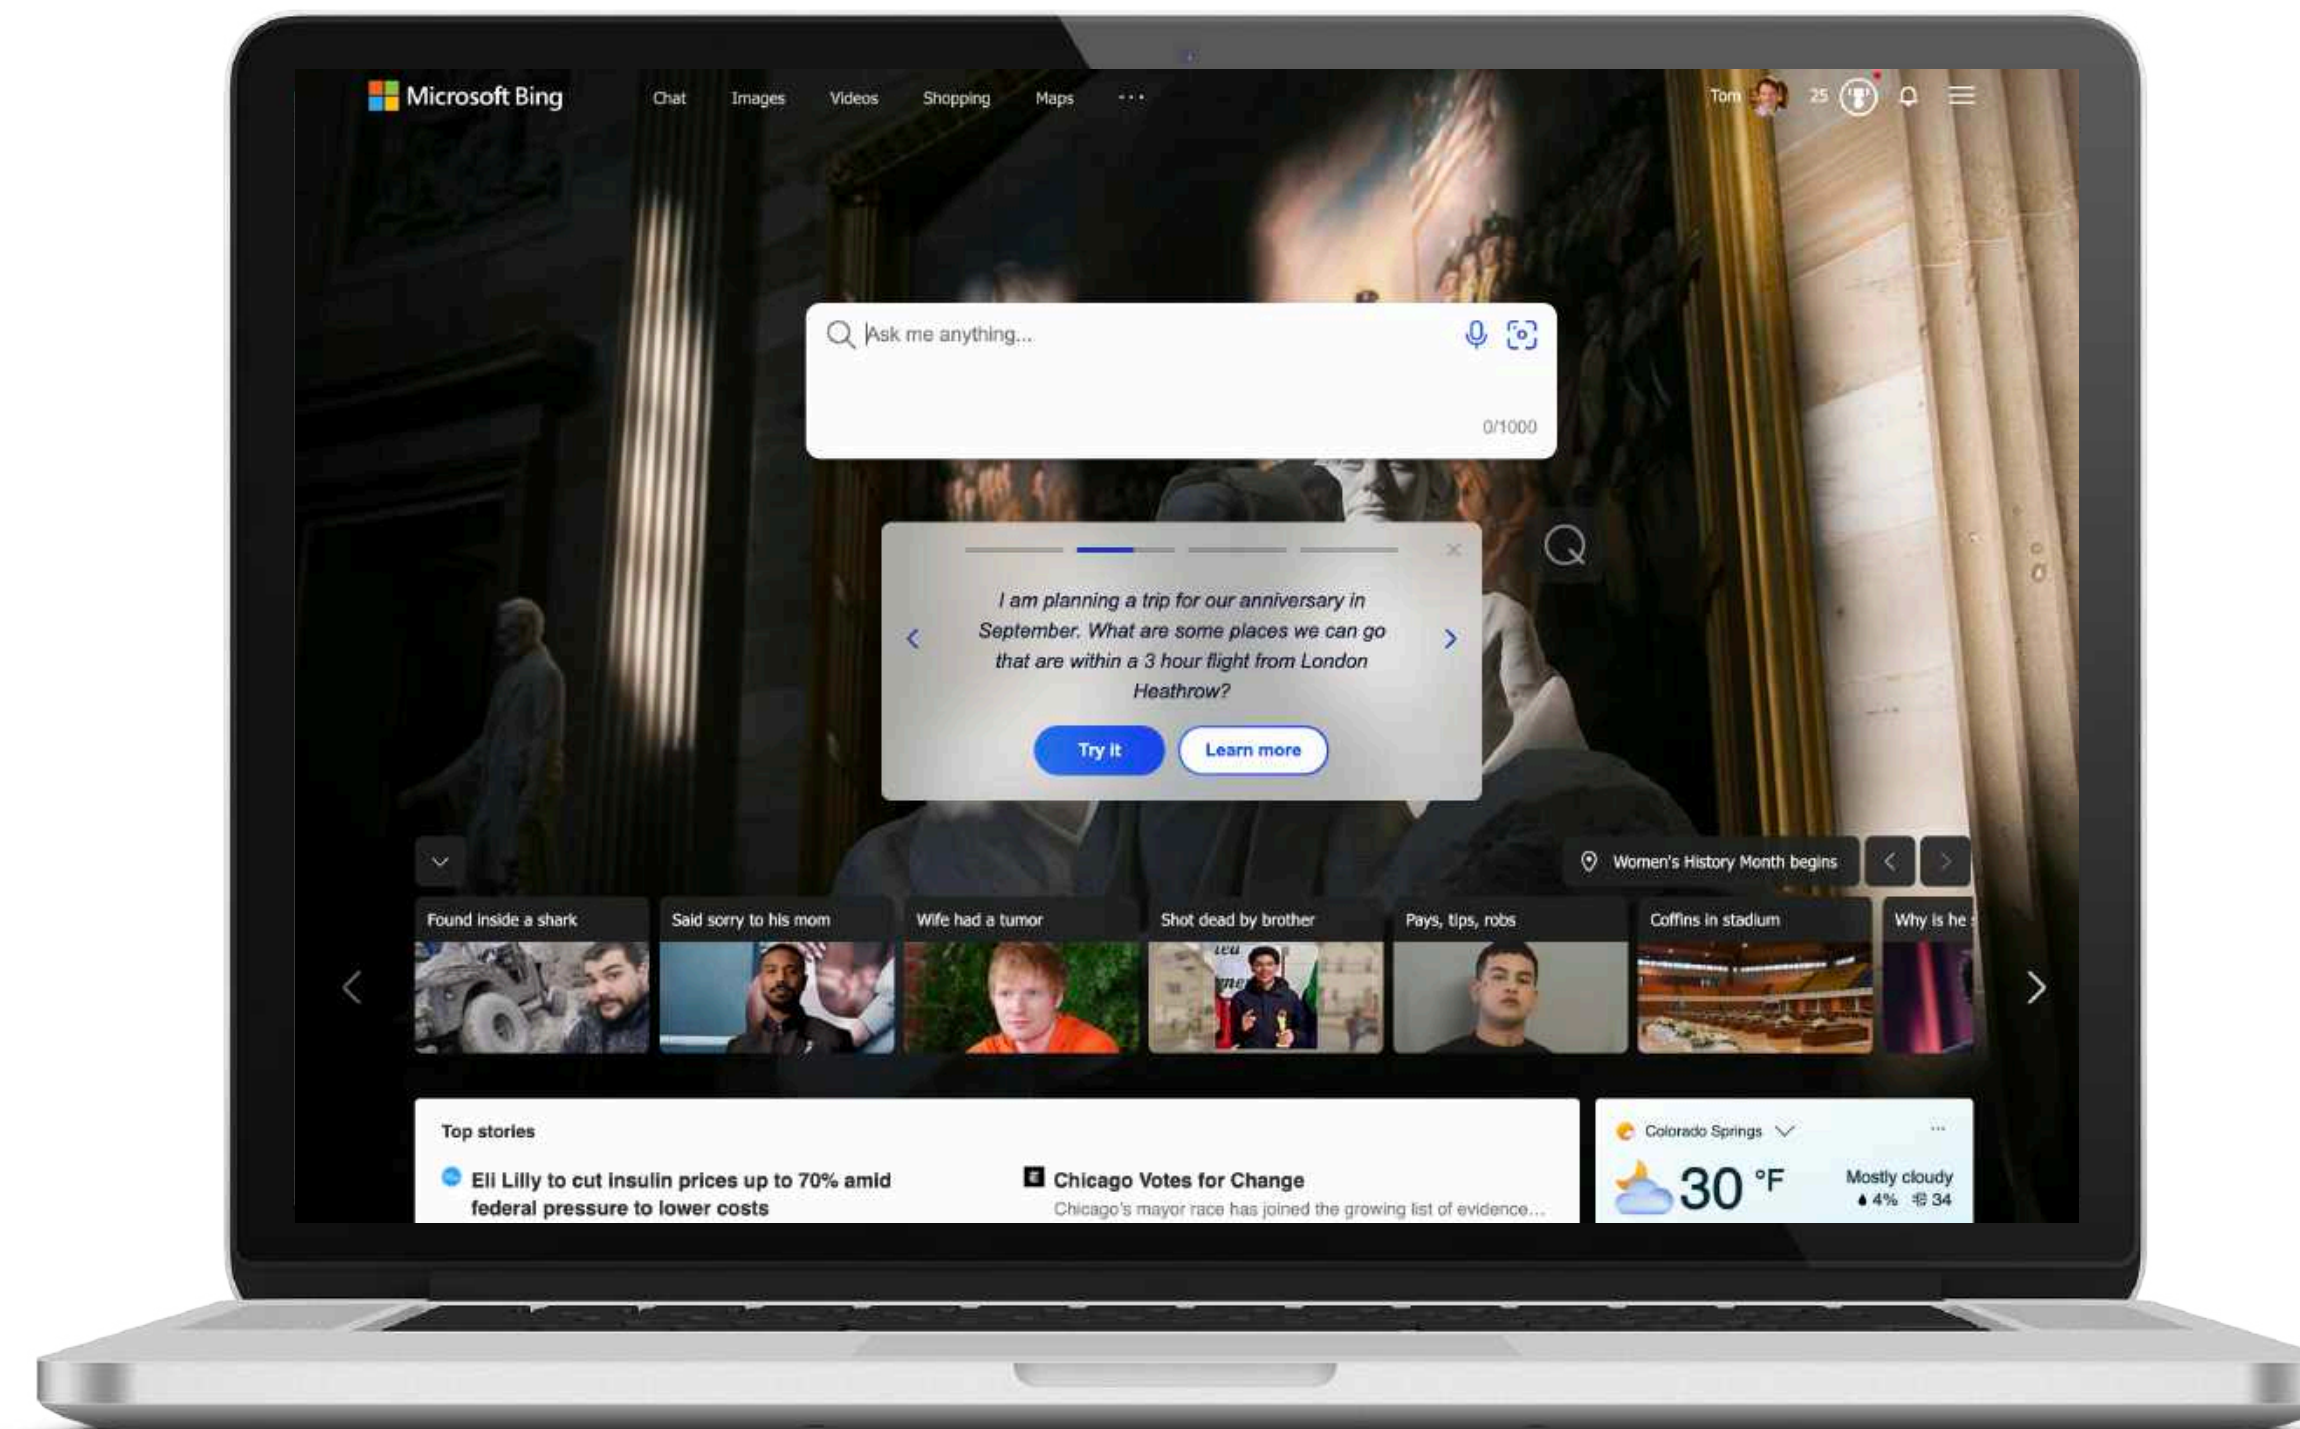 Microsoft Bing
Chat Images Videos Shopping Maps
Tom 25
Ask me anything...
0/1000
I am planning a trip for our anniversary in
September. What are some places we can go
that are within a 3 hour flight from London
Heathrow?
Try it Learn more
Women's History Month begins
Found inside a shark
Said sorry to his mom
Wife had a tumor
Shot dead by brother
Pays, tips, robs
Coffins in stadium
Why is he
Top stories
Eli Lilly to cut insulin prices up to 70% amid
federal pressure to lower costs
Chicago Votes for Change
Chicago's mayor race has joined the growing list of evidence...
Colorado Springs
30 °F
Mostly cloudy
4% 34